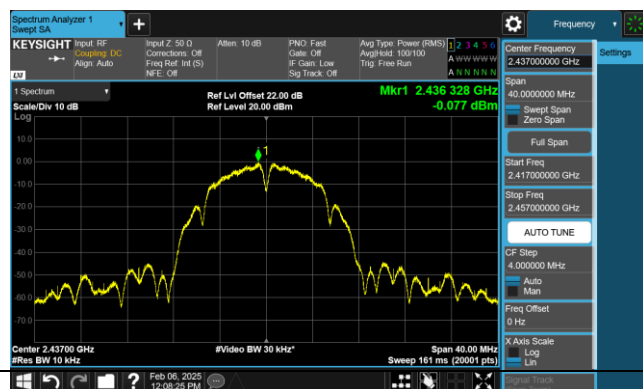 Spectrum Analyzer 1
Swept SA
Frequency
KEYSIGHT
Input: RF
Coupling: DC
Align: Auto
Input Z: 50 Ω
Corrections: Off
Freq Ref: Int (S)
NFE: Off
Atten: 10 dB
PNO: Fast
Gate: Off
IF Gain: Low
Sig Track: Off
Avg Type: Power (RMS)
Avg|Hold: 100/100
Trig: Free Run
1 2 3 4 5 6
A W W W W W
A N N N N N
LXI
1 Spectrum
Scale/Div 10 dB
Log
Ref Lvl Offset 22.00 dB
Ref Level 20.00 dBm
Mkr1 2.436 328 GHz
-0.077 dBm
1
10.0
0.00
-10.0
-20.0
-30.0
-40.0
-50.0
-60.0
-70.0
Center 2.43700 GHz
#Res BW 10 kHz
#Video BW 30 kHz*
Span 40.00 MHz
Sweep 161 ms (20001 pts)
Center Frequency
2.437000000 GHz
Settings
Span
40.0000000 MHz
Swept Span
Zero Span
Full Span
Start Freq
2.417000000 GHz
Stop Freq
2.457000000 GHz
AUTO TUNE
CF Step
4.000000 MHz
Auto
Man
Freq Offset
0 Hz
X Axis Scale
Log
Lin
Signal Track
?
Feb 06, 2025
12:08:25 PM